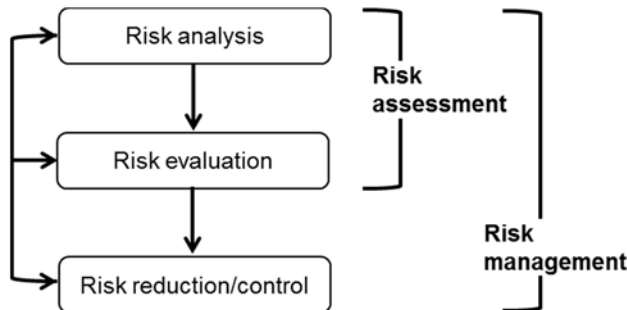 Risk analysis
Risk
assessment
Risk evaluation
Risk
management
Risk reduction/control